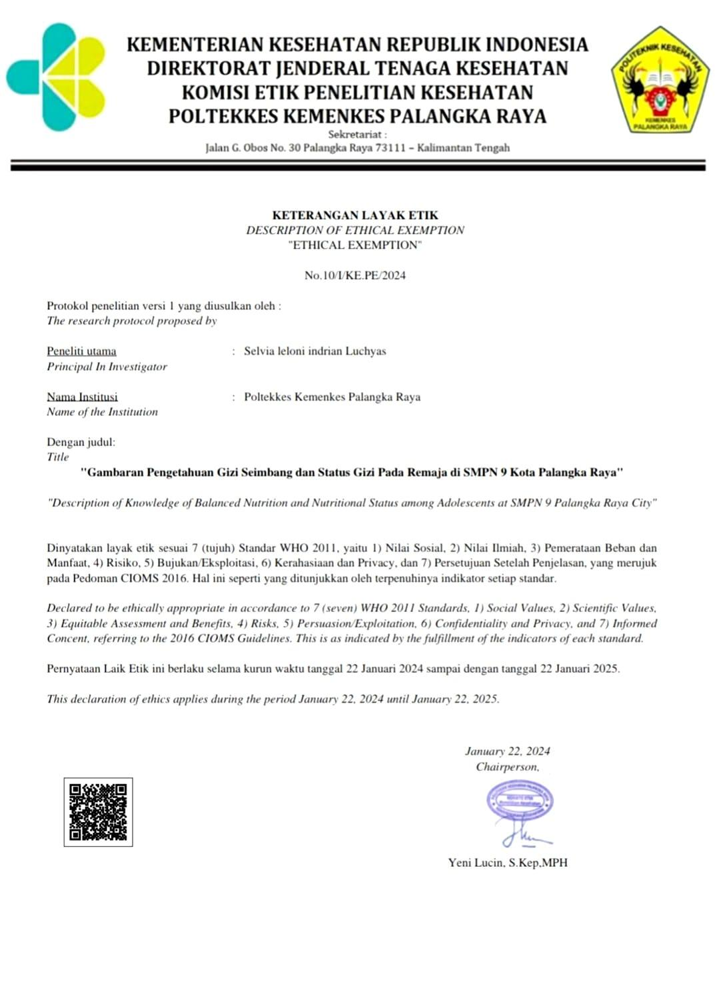 KEMENTERIAN KESEHATAN REPUBLIK INDONESIA
DIREKTORAT JENDERAL TENAGA KESEHATAN
KOMISI ETIK PENELITIAN KESEHATAN
POLTEKKES KEMENKES PALANGKA RAYA
Sekretariat :
Jalan G. Obos No. 30 Palangka Raya 73111 – Kalimantan Tengah
POLITEKNIK KESEHATAN
KEMENKES
PALANGKA RAYA
KETERANGAN LAYAK ETIK
DESCRIPTION OF ETHICAL EXEMPTION
"ETHICAL EXEMPTION"
No.10/I/KE.PE/2024
Protokol penelitian versi 1 yang diusulkan oleh :
The research protocol proposed by
Peneliti utama : Selvia leloni indrian Luchyas
Principal In Investigator
Nama Institusi : Poltekkes Kemenkes Palangka Raya
Name of the Institution
Dengan judul:
Title
"Gambaran Pengetahuan Gizi Seimbang dan Status Gizi Pada Remaja di SMPN 9 Kota Palangka Raya"
"Description of Knowledge of Balanced Nutrition and Nutritional Status among Adolescents at SMPN 9 Palangka Raya City"
Dinyatakan layak etik sesuai 7 (tujuh) Standar WHO 2011, yaitu 1) Nilai Sosial, 2) Nilai Ilmiah, 3) Pemerataan Beban dan
Manfaat, 4) Risiko, 5) Bujukan/Eksploitasi, 6) Kerahasiaan dan Privacy, dan 7) Persetujuan Setelah Penjelasan, yang merujuk
pada Pedoman CIOMS 2016. Hal ini seperti yang ditunjukkan oleh terpenuhinya indikator setiap standar.
Declared to be ethically appropriate in accordance to 7 (seven) WHO 2011 Standards, 1) Social Values, 2) Scientific Values,
3) Equitable Assessment and Benefits, 4) Risks, 5) Persuasion/Exploitation, 6) Confidentiality and Privacy, and 7) Informed
Concent, referring to the 2016 CIOMS Guidelines. This is as indicated by the fulfillment of the indicators of each standard.
Pernyataan Laik Etik ini berlaku selama kurun waktu tanggal 22 Januari 2024 sampai dengan tanggal 22 Januari 2025.
This declaration of ethics applies during the period January 22, 2024 until January 22, 2025.
January 22, 2024
Chairperson,
Yeni Lucin, S.Kep,MPH